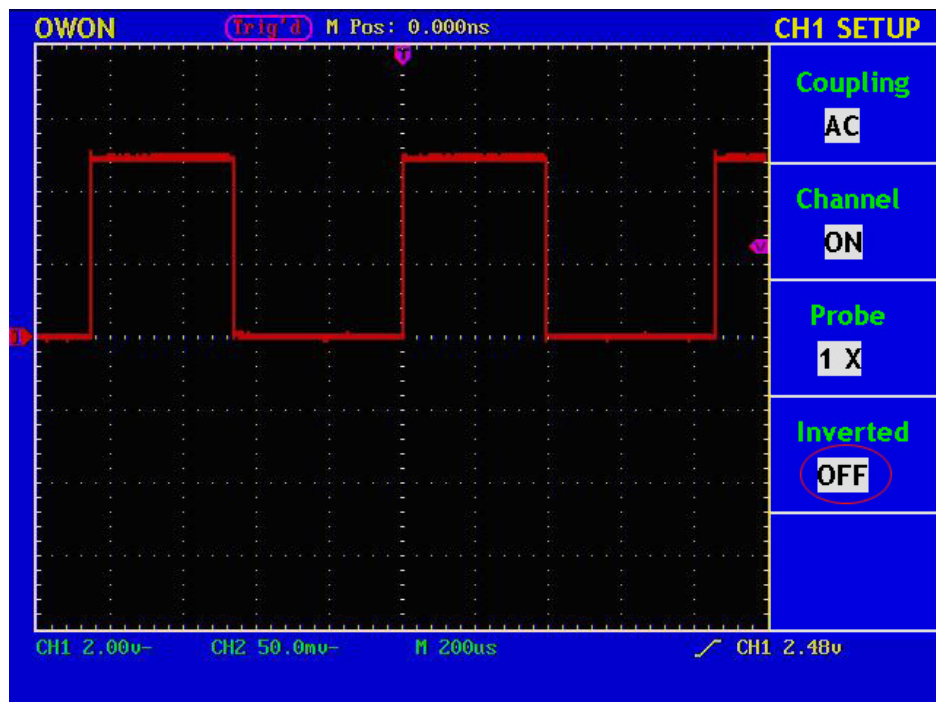 OWON Trig'd M Pos: 0.000ns CH1 SETUP
T
Coupling
AC
Channel
ON
V
Probe
1 X
1
Inverted
OFF
CH1 2.00v- CH2 50.0mv- M 200us CH1 2.48v